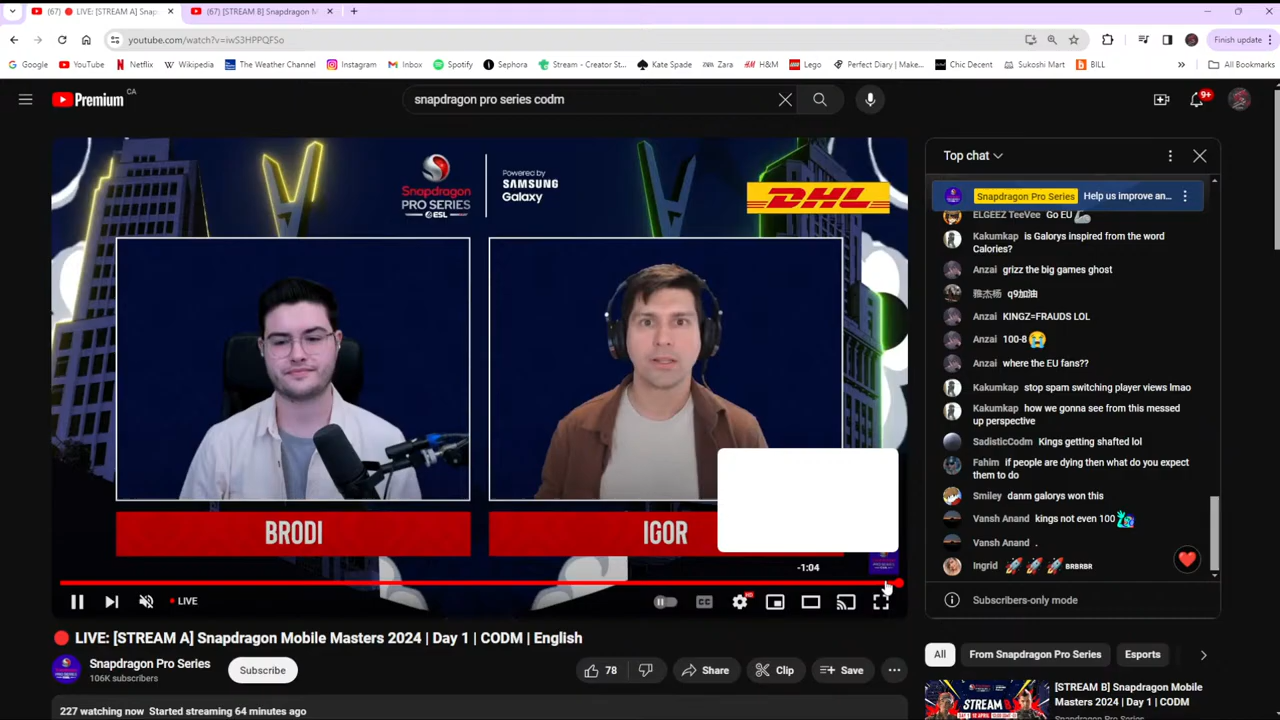 (67) 🔴 LIVE: [STREAM A] Snap
(67) [STREAM B] Snapdragon M
youtube.com/watch?v=iwS3HPPQFSo
Finish update
Google
YouTube
Netflix
Wikipedia
The Weather Channel
Instagram
Inbox
Spotify
Sephora
Stream - Creator St...
Kate Spade
Zara
H&M
Lego
Perfect Diary | Make...
Chic Decent
Sukoshi Mart
BILL
All Bookmarks
Premium CA
snapdragon pro series codm
9+
Snapdragon
PRO SERIES
ESL
Powered by
SAMSUNG
Galaxy
DHL
BRODI
IGOR
-1:04
LIVE
HD
CC
🔴 LIVE: [STREAM A] Snapdragon Mobile Masters 2024 | Day 1 | CODM | English
Snapdragon Pro Series
106K subscribers
Subscribe
78
Share
Clip
Save
227 watching now Started streaming 64 minutes ago
Top chat
Snapdragon Pro Series Help us improve an...
ELGEEZ TeeVee Go EU 🦾
Kakumkap is Galorys inspired from the word
Calories?
Anzai grizz the big games ghost
雅杰杨 q9加油
Anzai KINGZ=FRAUDS LOL
Anzai 100-8 😭
Anzai where the EU fans??
Kakumkap stop spam switching player views lmao
Kakumkap how we gonna see from this messed
up perspective
SadisticCodm Kings getting shafted lol
Fahim if people are dying then what do you expect
them to do
Smiley danm galorys won this
Vansh Anand kings not even 100
Vansh Anand .
Ingrid 🚀 🚀 🚀 BRBRBR
Subscribers-only mode
All
From Snapdragon Pro Series
Esports
STREAM B
[STREAM B] Snapdragon Mobile
Masters 2024 | Day 1 | CODM
Snapdragon Pro Series